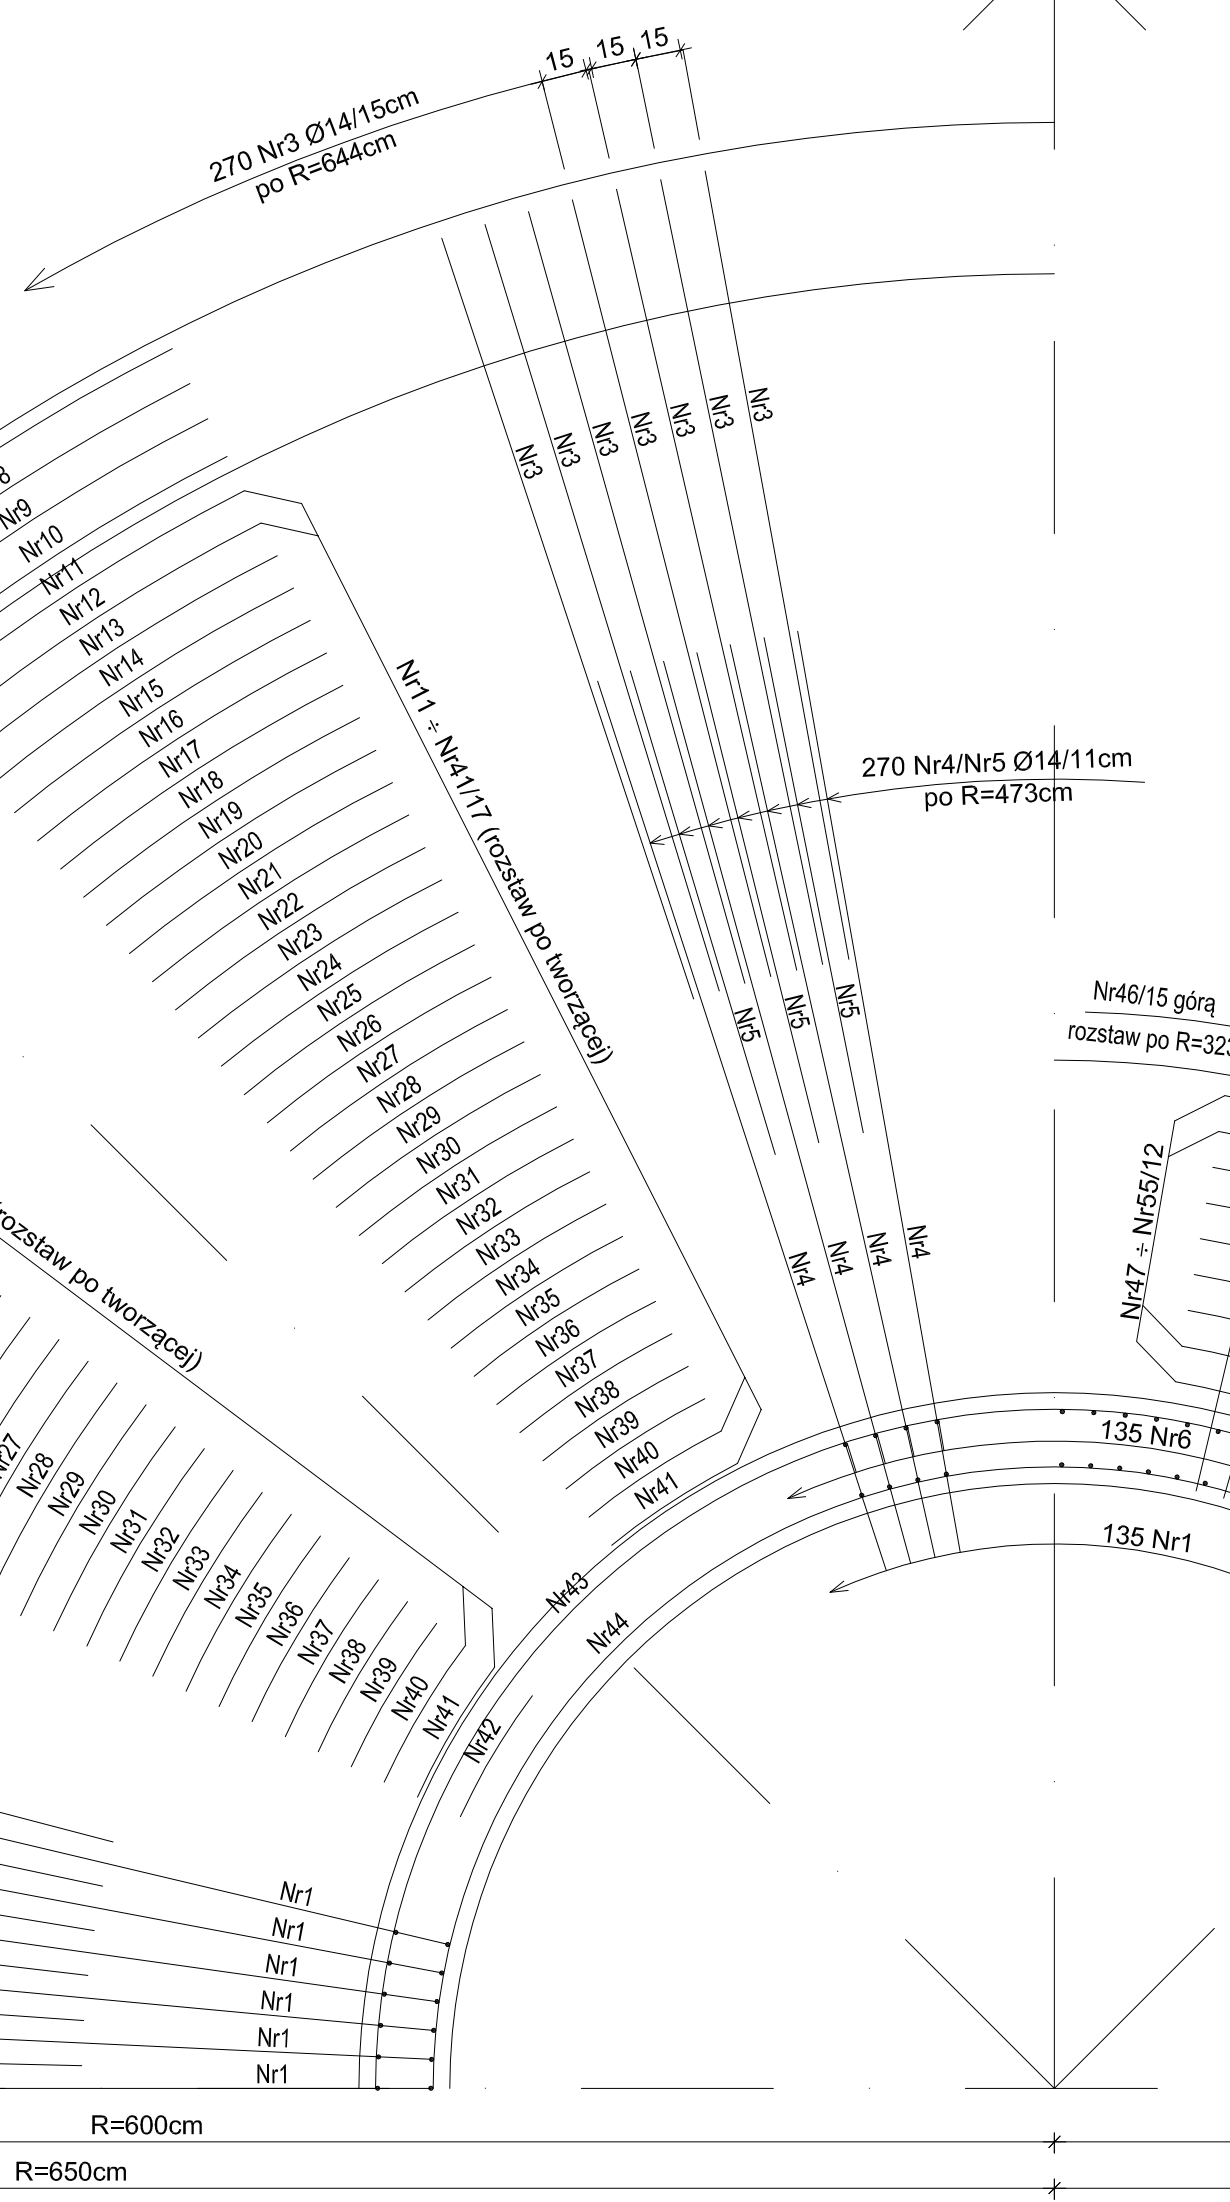 15
15
15
270 Nr3 Ø14/15cm
po R=644cm
Nr3
Nr3
Nr3
Nr3
Nr3
Nr3
Nr3
8
Nr9
Nr10
Nr11
Nr12
Nr13
Nr14
Nr15
Nr16
Nr17
Nr18
Nr19
Nr20
Nr21
Nr22
Nr23
Nr24
Nr25
Nr26
Nr27
Nr28
Nr29
Nr30
Nr31
Nr32
Nr33
Nr34
Nr35
Nr36
Nr37
Nr38
Nr39
Nr40
Nr41
Nr11 ÷ Nr41/17 (rozstaw po tworzącej)
270 Nr4/Nr5 Ø14/11cm
po R=473cm
Nr5
Nr5
Nr5
Nr4
Nr4
Nr4
Nr4
Nr46/15 górą
rozstaw po R=323
Nr47 ÷ Nr55/12
135 Nr6
135 Nr1
rozstaw po tworzącej)
Nr27
Nr28
Nr29
Nr30
Nr31
Nr32
Nr33
Nr34
Nr35
Nr36
Nr37
Nr38
Nr39
Nr40
Nr41
Nr43
Nr44
Nr42
Nr1
Nr1
Nr1
Nr1
Nr1
Nr1
R=600cm
R=650cm